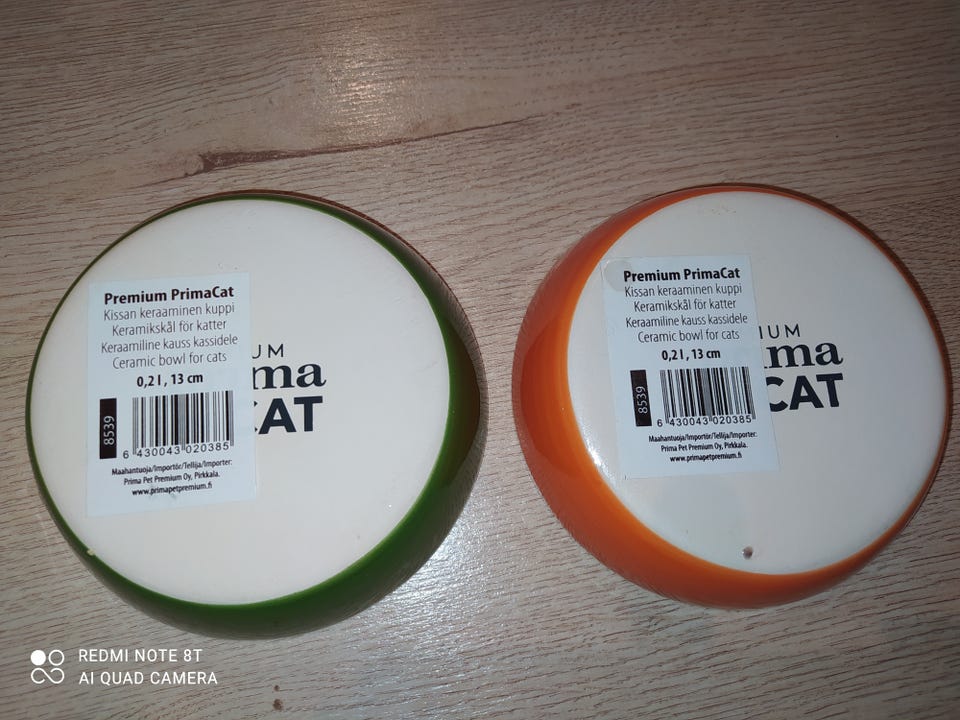 Premium PrimaCat
Kissan keraaminen kuppi
Keramikskål för katter
Keraamiline kauss kassidele
Ceramic bowl for cats
0,2 l , 13 cm
8539
6 430043 020385
Maahantuoja/Importör/Tellija/Importer:
Prima Pet Premium Oy, Pirkkala.
www.primapetpremium.fi
UM
ma
CAT
Premium PrimaCat
Kissan keraaminen kuppi
Keramikskål för katter
Keraamiline kauss kassidele
Ceramic bowl for cats
0,2 l , 13 cm
8539
6 430043 020385
Maahantuoja/Importör/Tellija/Importer:
Prima Pet Premium Oy, Pirkkala.
www.primapetpremium.fi
IUM
ima
CAT
REDMI NOTE 8T
AI QUAD CAMERA